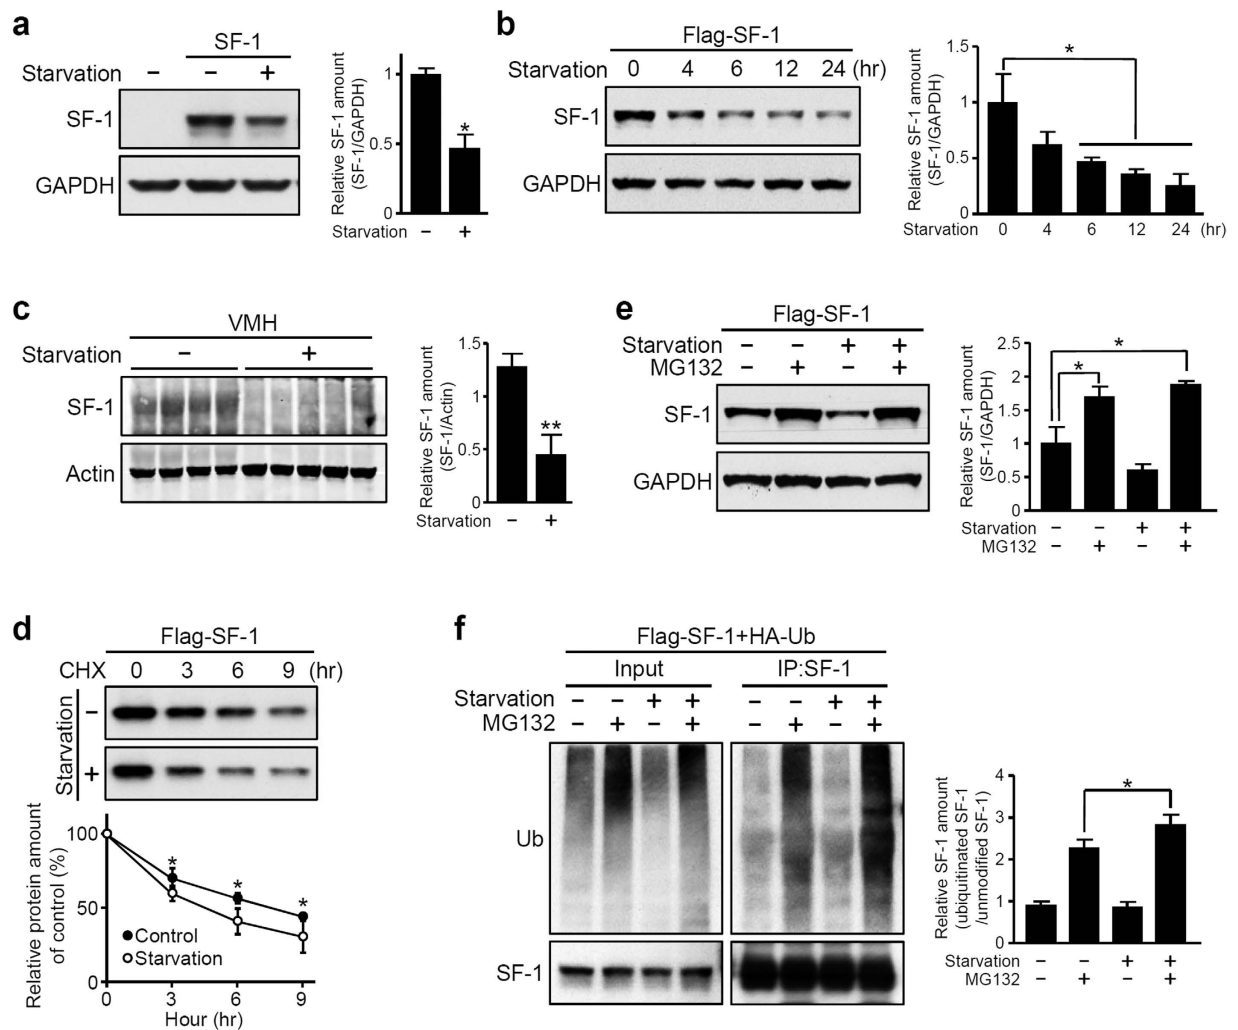 a
SF-1
Starvation − − +
SF-1
GAPDH
Relative SF-1 amount
(SF-1/GAPDH)
1
0.5
0
*
Starvation − +
b
Flag-SF-1
Starvation 0 4 6 12 24 (hr)
SF-1
GAPDH
Relative SF-1 amount
(SF-1/GAPDH)
1.5
1
0.5
0
*
Starvation 0 4 6 12 24 (hr)
c
VMH
Starvation − +
SF-1
Actin
Relative SF-1 amount
(SF-1/Actin)
1.5
1
0.5
0
**
Starvation − +
e
Flag-SF-1
Starvation − − + +
MG132 − + − +
SF-1
GAPDH
Relative SF-1 amount
(SF-1/GAPDH)
2.5
2
1.5
1
0.5
0
*
*
Starvation − − + +
MG132 − + − +
d
Flag-SF-1
CHX 0 3 6 9 (hr)
Starvation
−
+
Relative protein amount
of control (%)
100
50
0
*
*
*
Control
Starvation
0 3 6 9
Hour (hr)
f
Flag-SF-1+HA-Ub
Input IP:SF-1
Starvation − − + + − − + +
MG132 − + − + − + − +
Ub
SF-1
Relative SF-1 amount
(ubiquitinated SF-1
/unmodified SF-1)
4
3
2
1
0
*
Starvation − − + +
MG132 − + − +